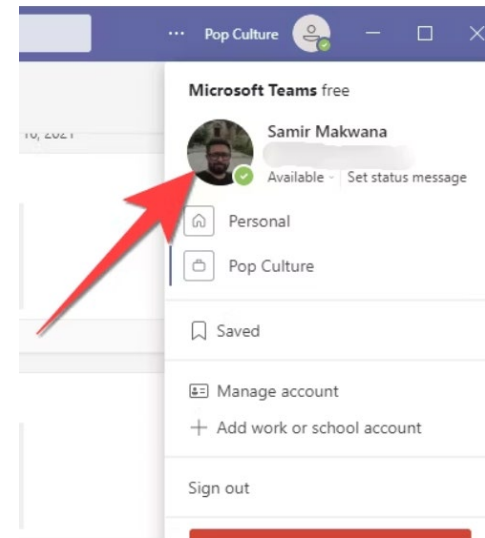 ··· Pop Culture
Microsoft Teams free
Samir Makwana
Available Set status message
Personal
Pop Culture
Saved
Manage account
Add work or school account
Sign out